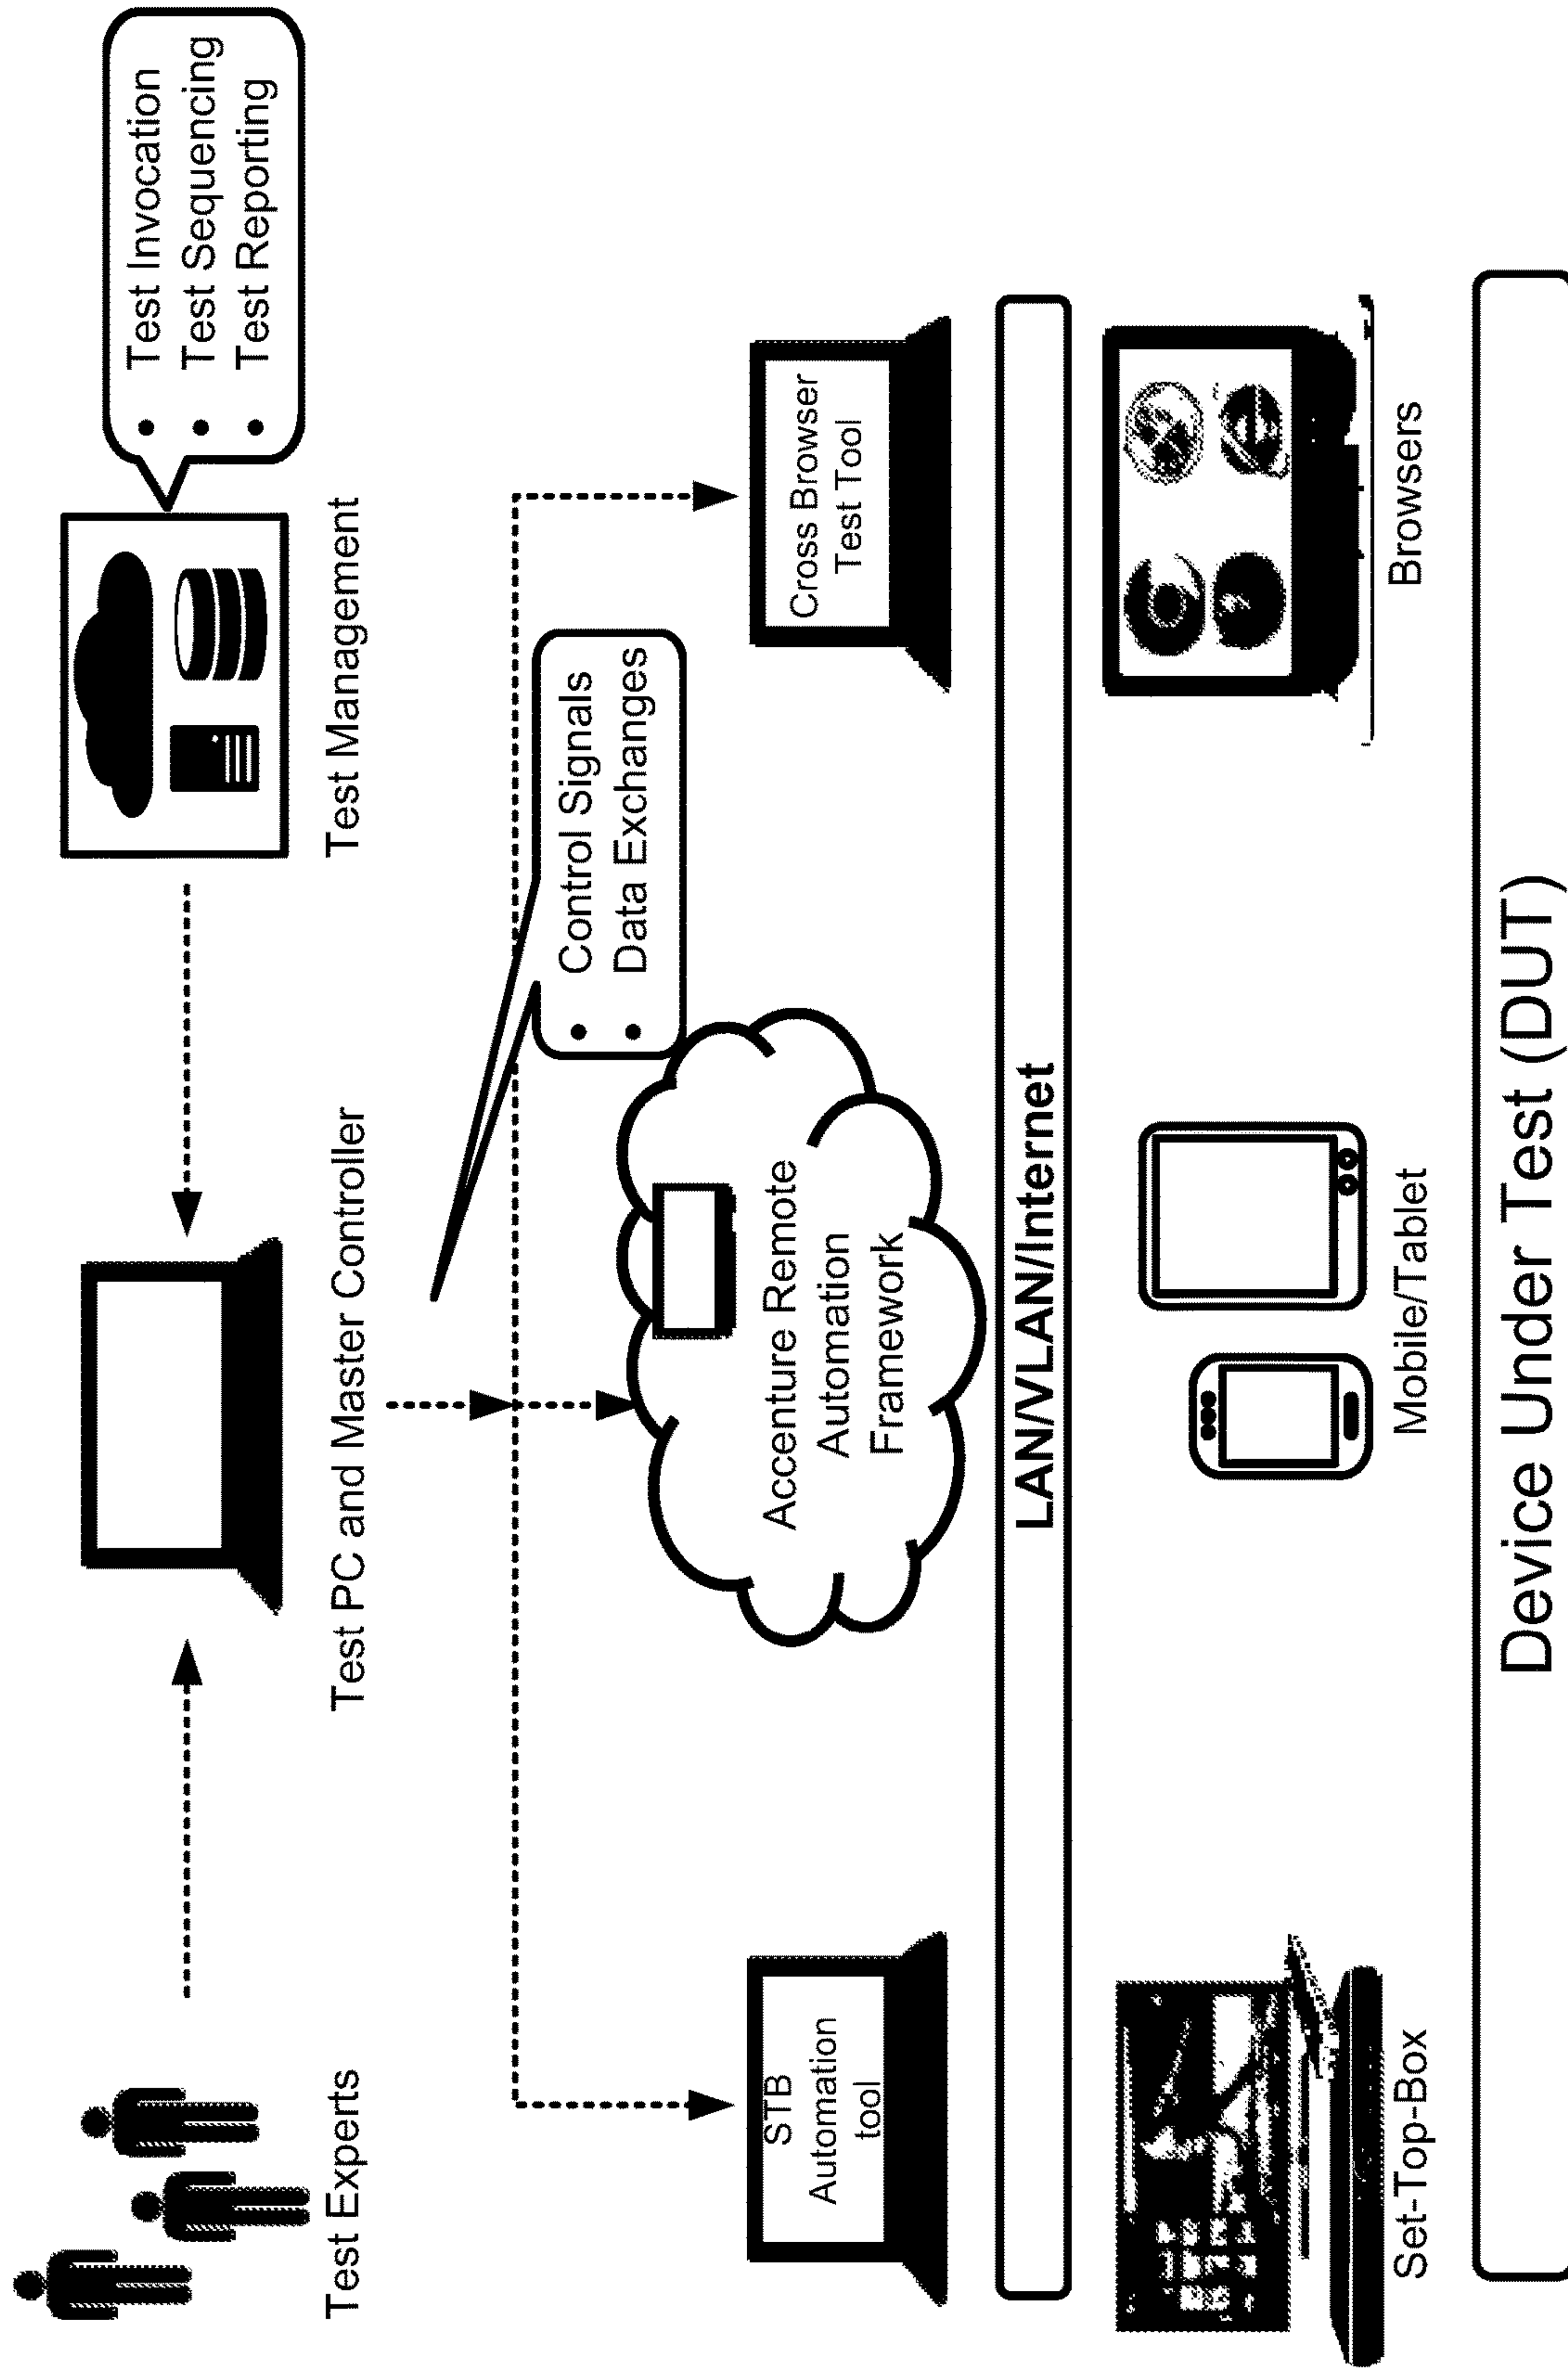 Test Invocation
Test Sequencing
Test Reporting
Test Experts
Test PC and Master Controller
Test Management
Control Signals
Data Exchanges
STB
Automation
tool
Accenture Remote
Automation
Framework
Cross Browser
Test Tool
LAN/VLAN/Internet
Set-Top-Box
Mobile/Tablet
Browsers
Device Under Test (DUT)